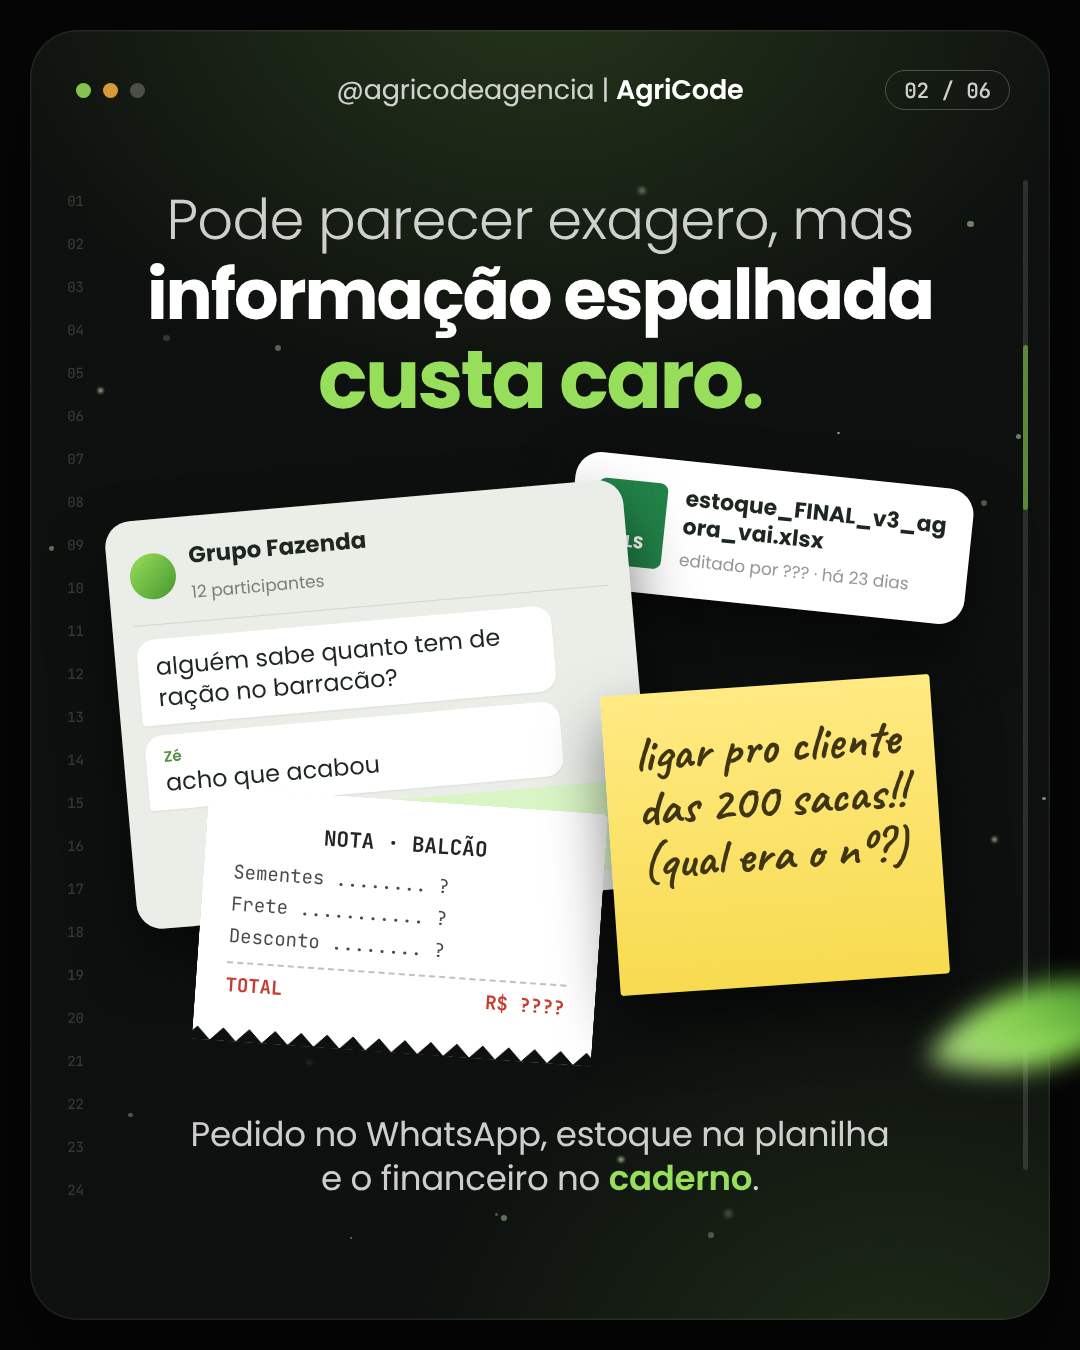 @agricodeagencia | AgriCode
02 / 06
01
02
03
04
05
06
07
08
09
10
11
12
13
14
15
16
17
18
19
20
21
22
23
24
Pode parecer exagero, mas
informação espalhada
custa caro.
LS
estoque_FINAL_v3_ag
ora_vai.xlsx
editado por ??? · há 23 dias
Grupo Fazenda
12 participantes
alguém sabe quanto tem de
ração no barracão?
Zé
acho que acabou
ligar pro cliente
das 200 sacas!!
(qual era o nº?)
NOTA · BALCÃO
Sementes ........ ?
Frete ........... ?
Desconto ........ ?
TOTAL R$ ????
Pedido no WhatsApp, estoque na planilha
e o financeiro no caderno.